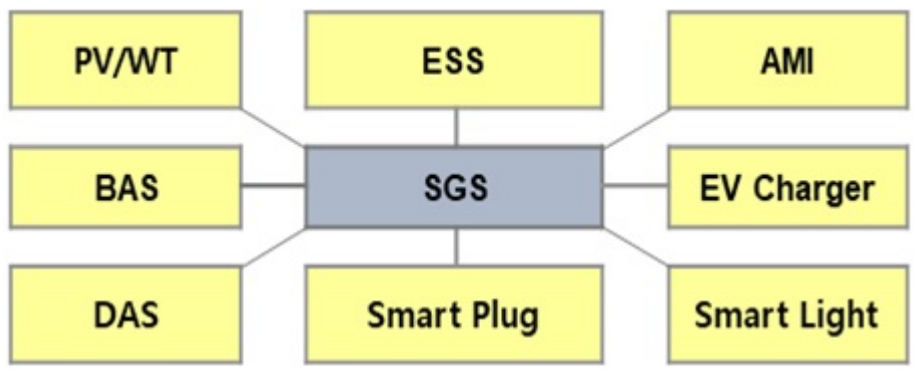 PV/WT
ESS
AMI
BAS
SGS
EV Charger
DAS
Smart Plug
Smart Light